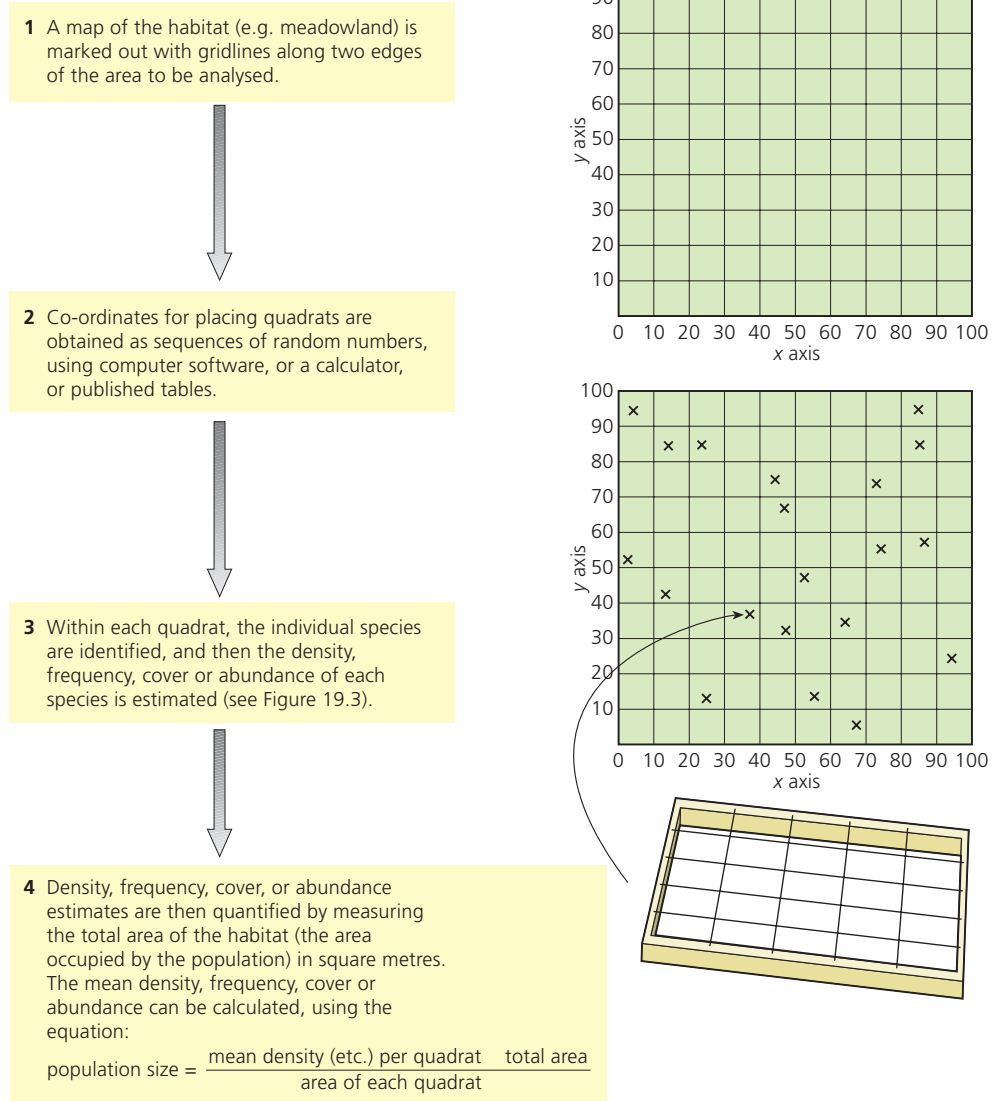 1 A map of the habitat (e.g. meadowland) is
marked out with gridlines along two edges
of the area to be analysed.
2 Co-ordinates for placing quadrats are
obtained as sequences of random numbers,
using computer software, or a calculator,
or published tables.
3 Within each quadrat, the individual species
are identified, and then the density,
frequency, cover or abundance of each
species is estimated (see Figure 19.3).
4 Density, frequency, cover, or abundance
estimates are then quantified by measuring
the total area of the habitat (the area
occupied by the population) in square metres.
The mean density, frequency, cover or
abundance can be calculated, using the
equation:
population size = mean density (etc.) per quadrat total area
area of each quadrat
90
80
70
60
50
40
30
20
10
y axis
0 10 20 30 40 50 60 70 80 90 100
x axis
100
90
80
70
60
50
40
30
20
10
y axis
0 10 20 30 40 50 60 70 80 90 100
x axis